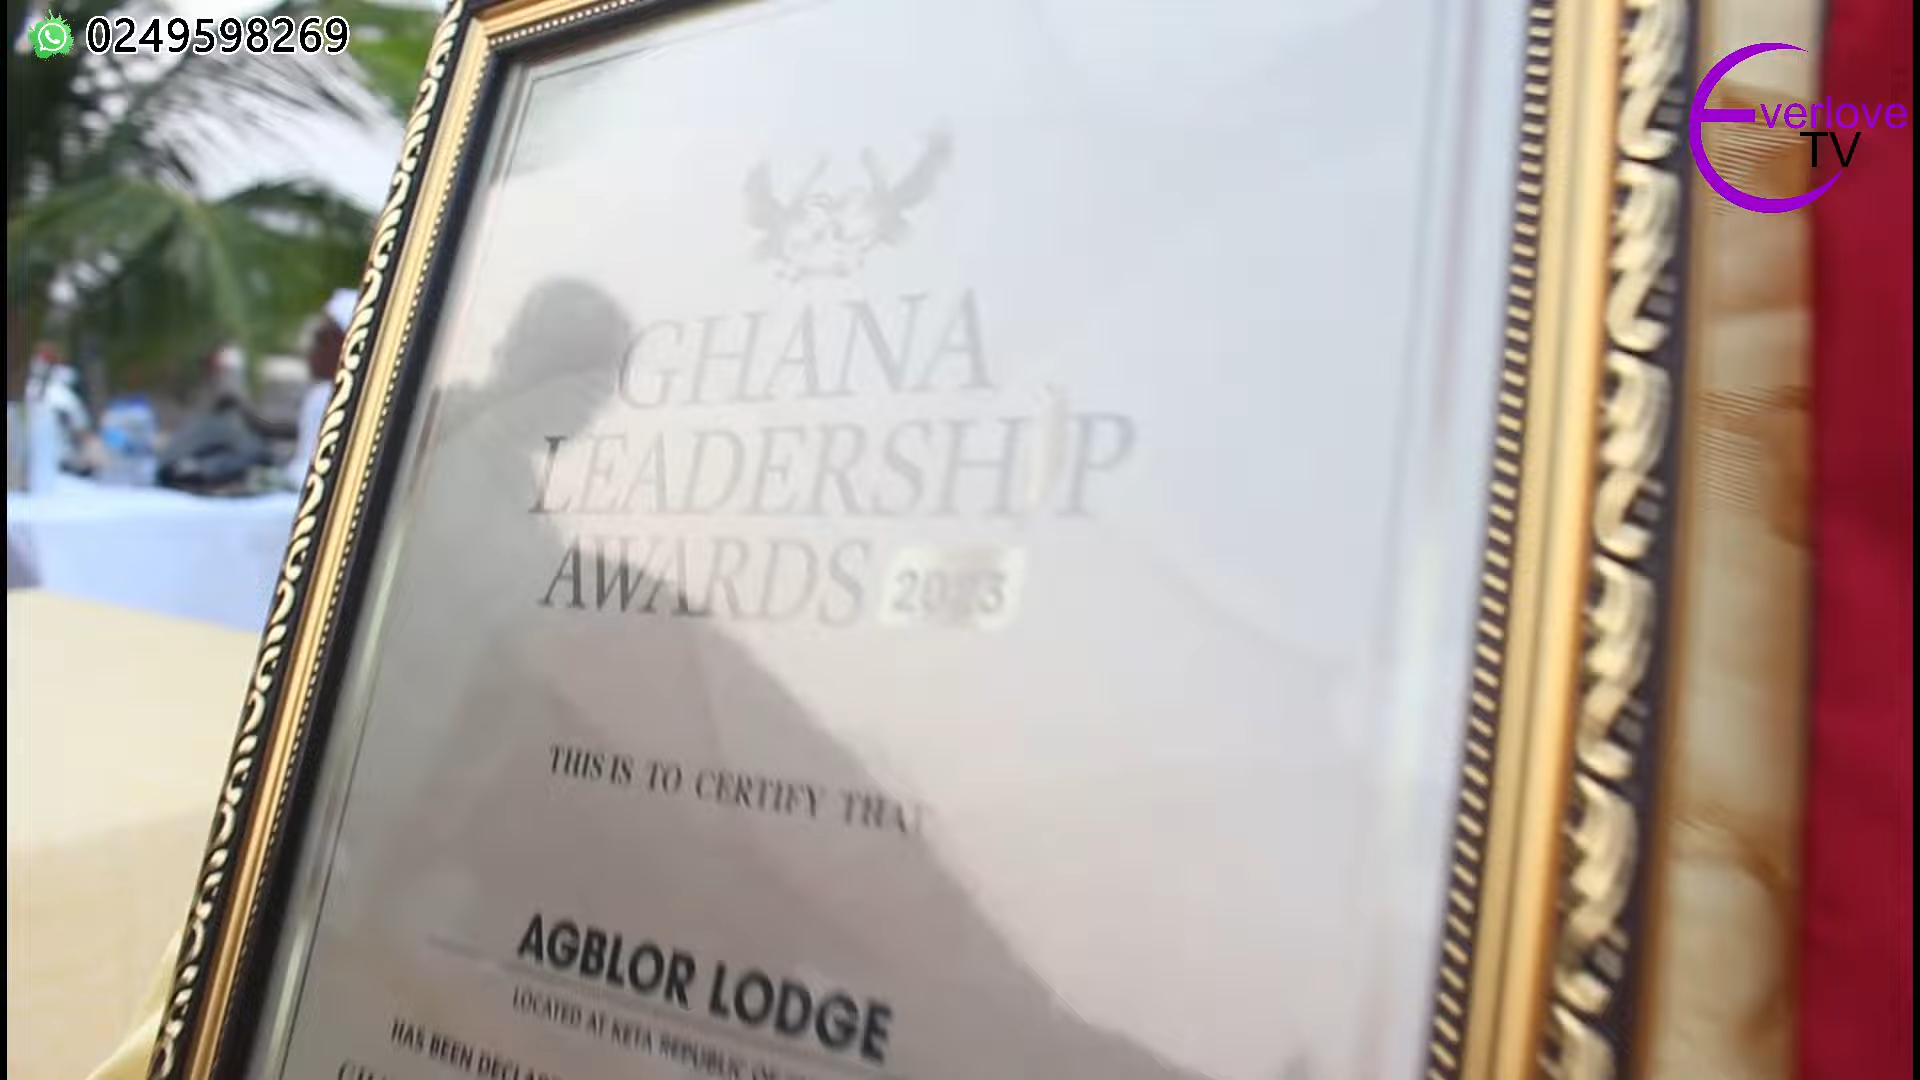 0249598269
Everlove
TV
GHANA
LEADERSHIP
AWARDS 2023
THIS IS TO CERTIFY THAT
AGBLOR LODGE
LOCATED AT KETA REPUBLIC OF
HAS BEEN